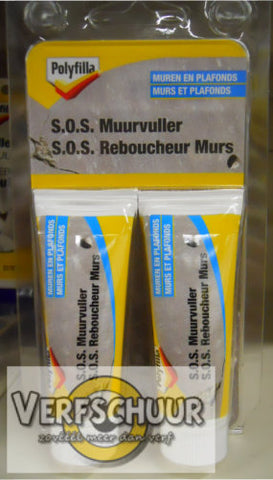 Polyfilla
MUREN EN PLAFONDS
MURS ET PLAFONDS
S.O.S. Muurvuller
S.O.S. Reboucheur Murs
MUREN EN PLAFONDS
MURS ET PLAFONDS
S.O.S. Muurvuller
S.O.S. Reboucheur Murs
MUREN EN PLAFONDS
MURS ET PLAFONDS
S.O.S. Muurvuller
S.O.S. Reboucheur Murs
Polyfilla
VERFSCHUUR
zoveel meer dan verf